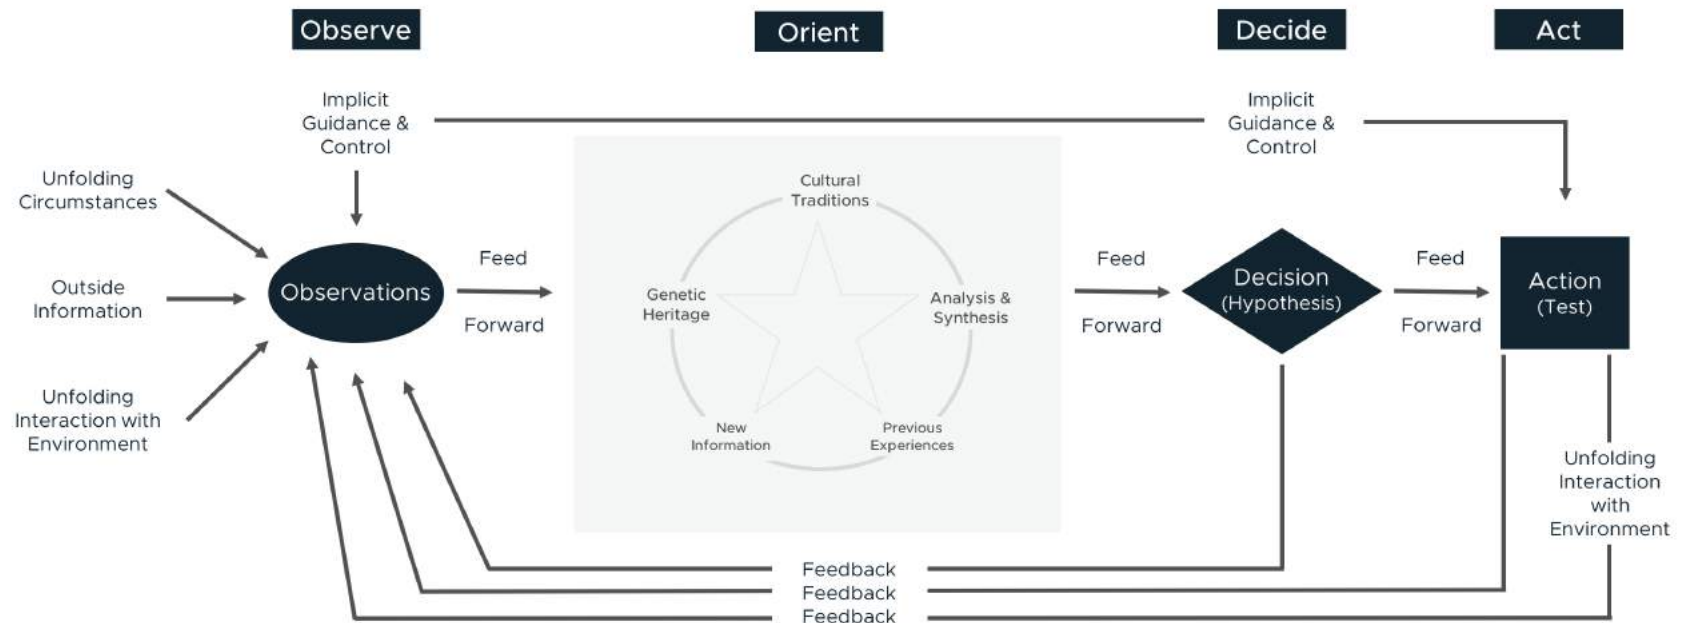 Observe
Orient
Decide
Act
Implicit
Guidance &
Control
Implicit
Guidance &
Control
Unfolding
Circumstances
Outside
Information
Unfolding
Interaction with
Environment
Observations
Feed
Forward
Cultural
Traditions
Genetic
Heritage
Analysis &
Synthesis
New
Information
Previous
Experiences
Feed
Forward
Decision
(Hypothesis)
Feed
Forward
Action
(Test)
Unfolding
Interaction
with
Environment
Feedback
Feedback
Feedback